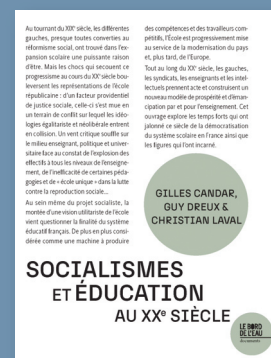 Au tournant du XIXᵉ siècle, les différentes
gauches, presque toutes converties au
réformisme social, ont trouvé dans l'ex-
pansion scolaire une puissante raison
d'être. Mais les chocs qui secouent ce
progressisme au cours du XXᵉ siècle bou-
leversent les représentations de l'école
républicaine : d'un facteur providentiel
de justice sociale, celle-ci s'est mue en
un terrain de conflit sur lequel les idéo-
logies égalitariste et néolibérale entrent
en collision. Un vent critique souffle sur
le milieu enseignant, politique et univer-
sitaire face au constat de l'explosion des
effectifs à tous les niveaux de l'enseigne-
ment, de l'inefficacité de certaines péda-
gogies et de « école unique » dans la lutte
contre la reproduction sociale...
Au sein même du projet socialiste, la
montée d'une vision utilitariste de l'école
vient questionner la finalité du système
éducatif français. De plus en plus consi-
dérée comme une machine à produire
des compétences et des travailleurs com-
pétitifs, l'École est progressivement mise
au service de la modernisation du pays
et, plus tard, de l'Europe.
Tout au long du XXᵉ siècle, les gauches,
les syndicats, les enseignants et les intel-
lectuels prennent acte et construisent un
nouveau modèle de prospérité et d'éman-
cipation par et pour l'enseignement. Cet
ouvrage explore les temps forts qui ont
jalonné ce siècle de la démocratisation
du système scolaire en France ainsi que
les figures qui l'ont incarné.
GILLES CANDAR,
GUY DREUX &
CHRISTIAN LAVAL
SOCIALISMES
ET ÉDUCATION
AU XXᵉ SIÈCLE
LE BORD
DE L'EAU